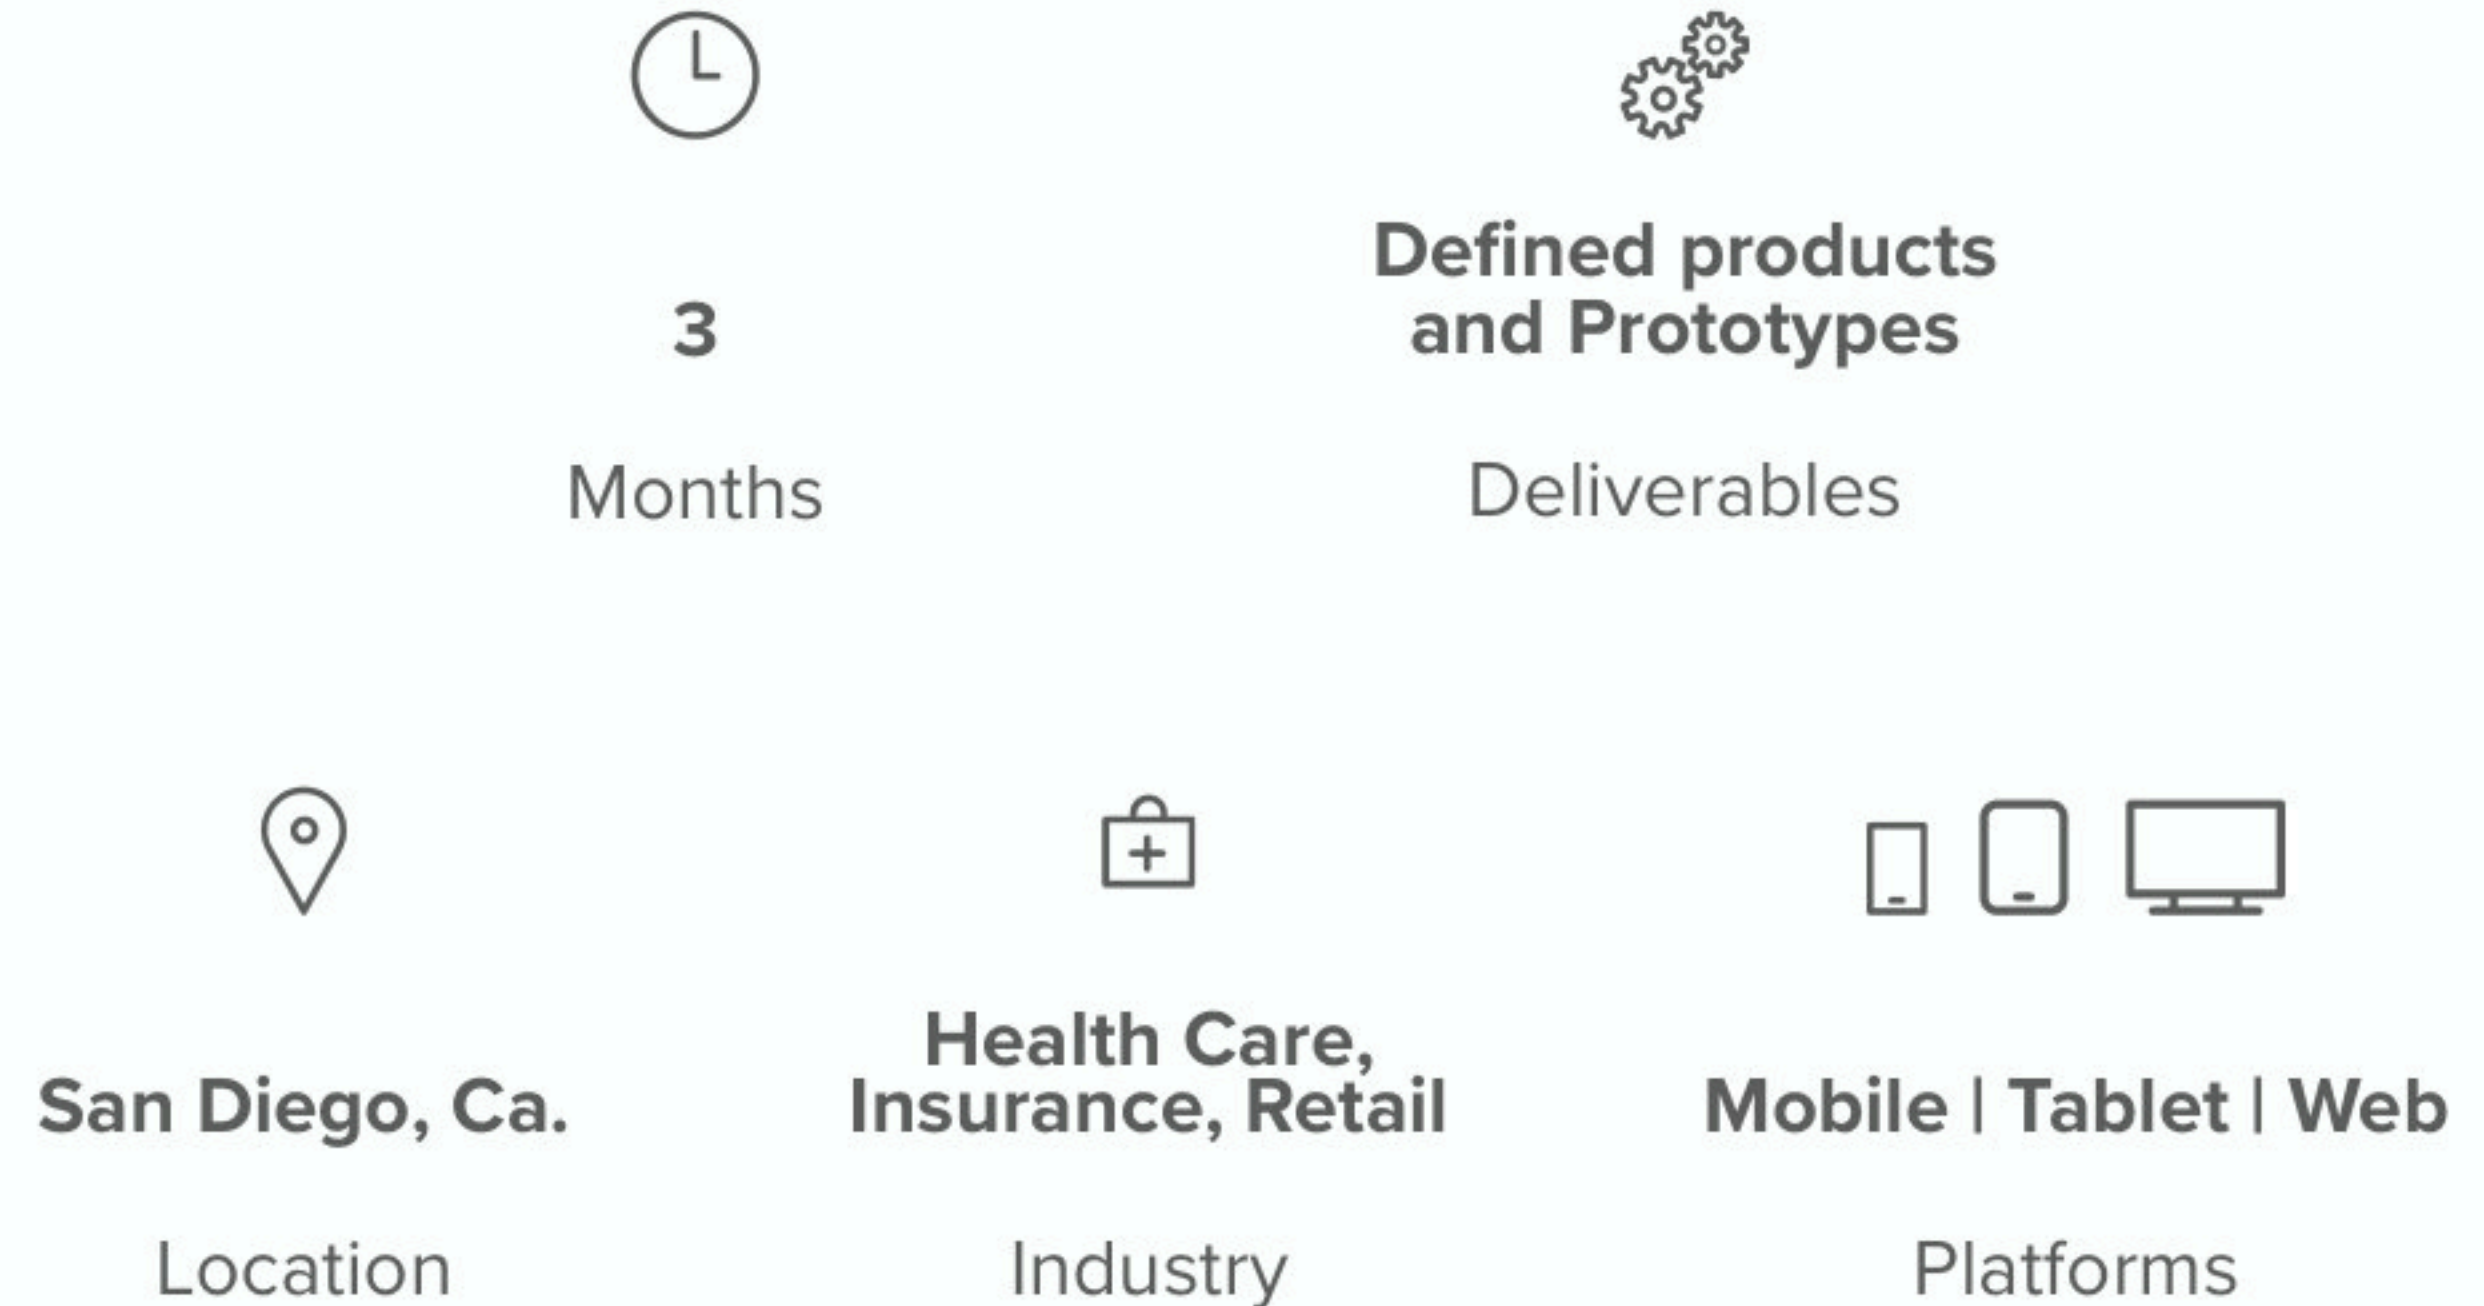 3
Months
Defined products
and Prototypes
Deliverables
San Diego, Ca.
Location
Health Care,
Insurance, Retail
Industry
Mobile | Tablet | Web
Platforms